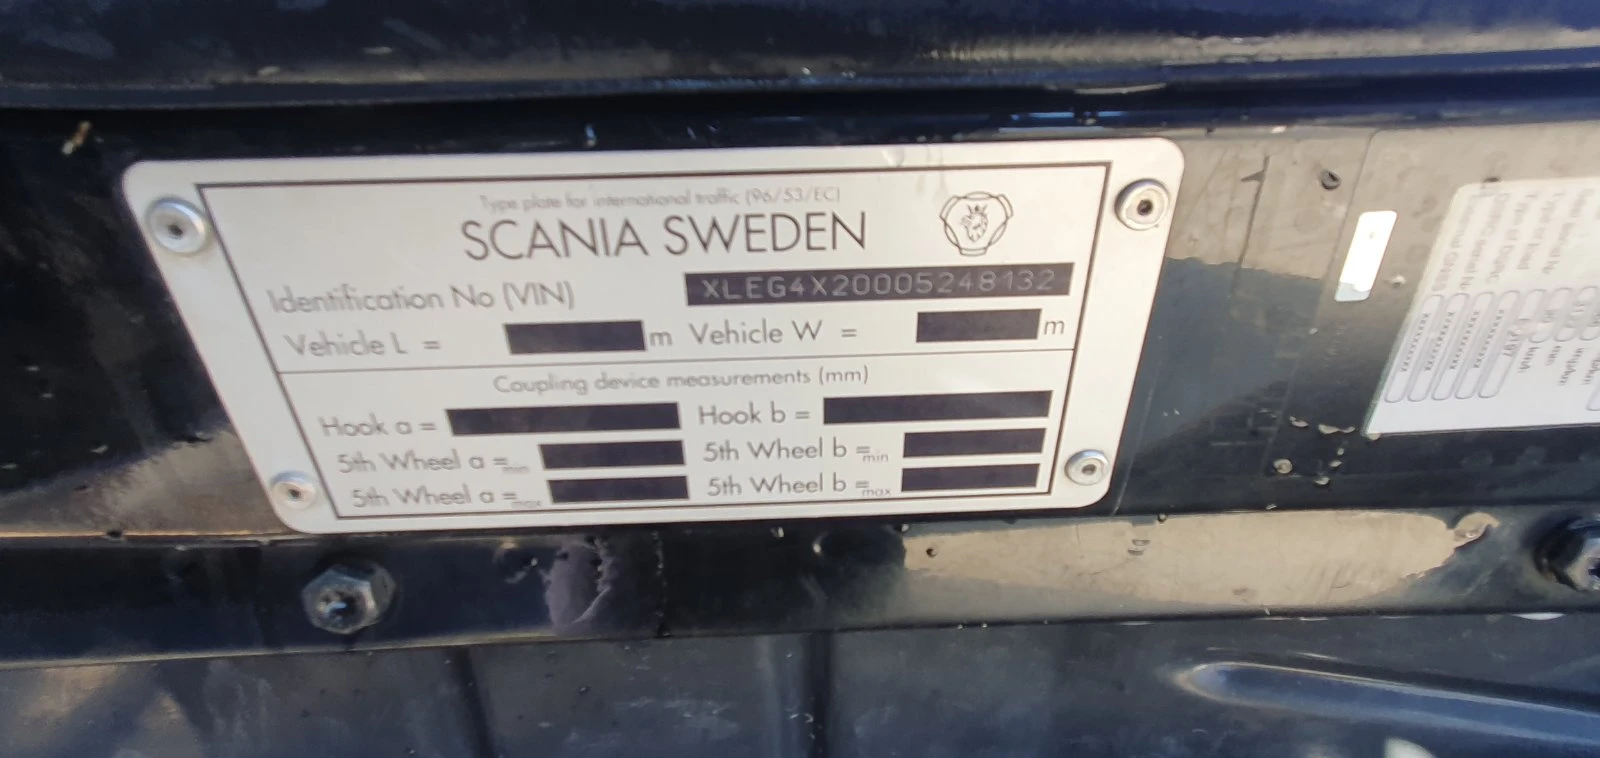 Type plate for international traffic (96/53/EC)
SCANIA SWEDEN
Identification No (VIN) XLEG4X20005248132
Vehicle L = m Vehicle W = m
Coupling device measurements (mm)
Hook a = Hook b =
5th Wheel a =min 5th Wheel b =min
5th Wheel a =max 5th Wheel b =max